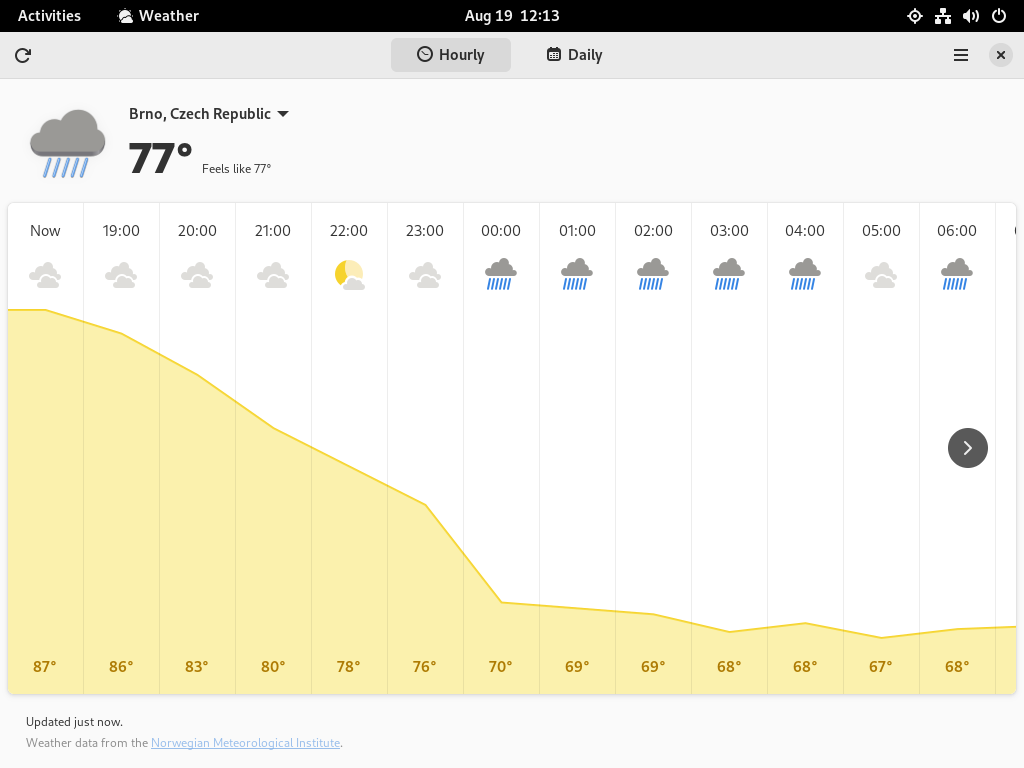 Activities Weather Aug 19 12:13
Hourly Daily
Brno, Czech Republic
77°
Feels like 77°
Now 19:00 20:00 21:00 22:00 23:00 00:00 01:00 02:00 03:00 04:00 05:00 06:00
87° 86° 83° 80° 78° 76° 70° 69° 69° 68° 68° 67° 68°
Updated just now.
Weather data from the Norwegian Meteorological Institute.